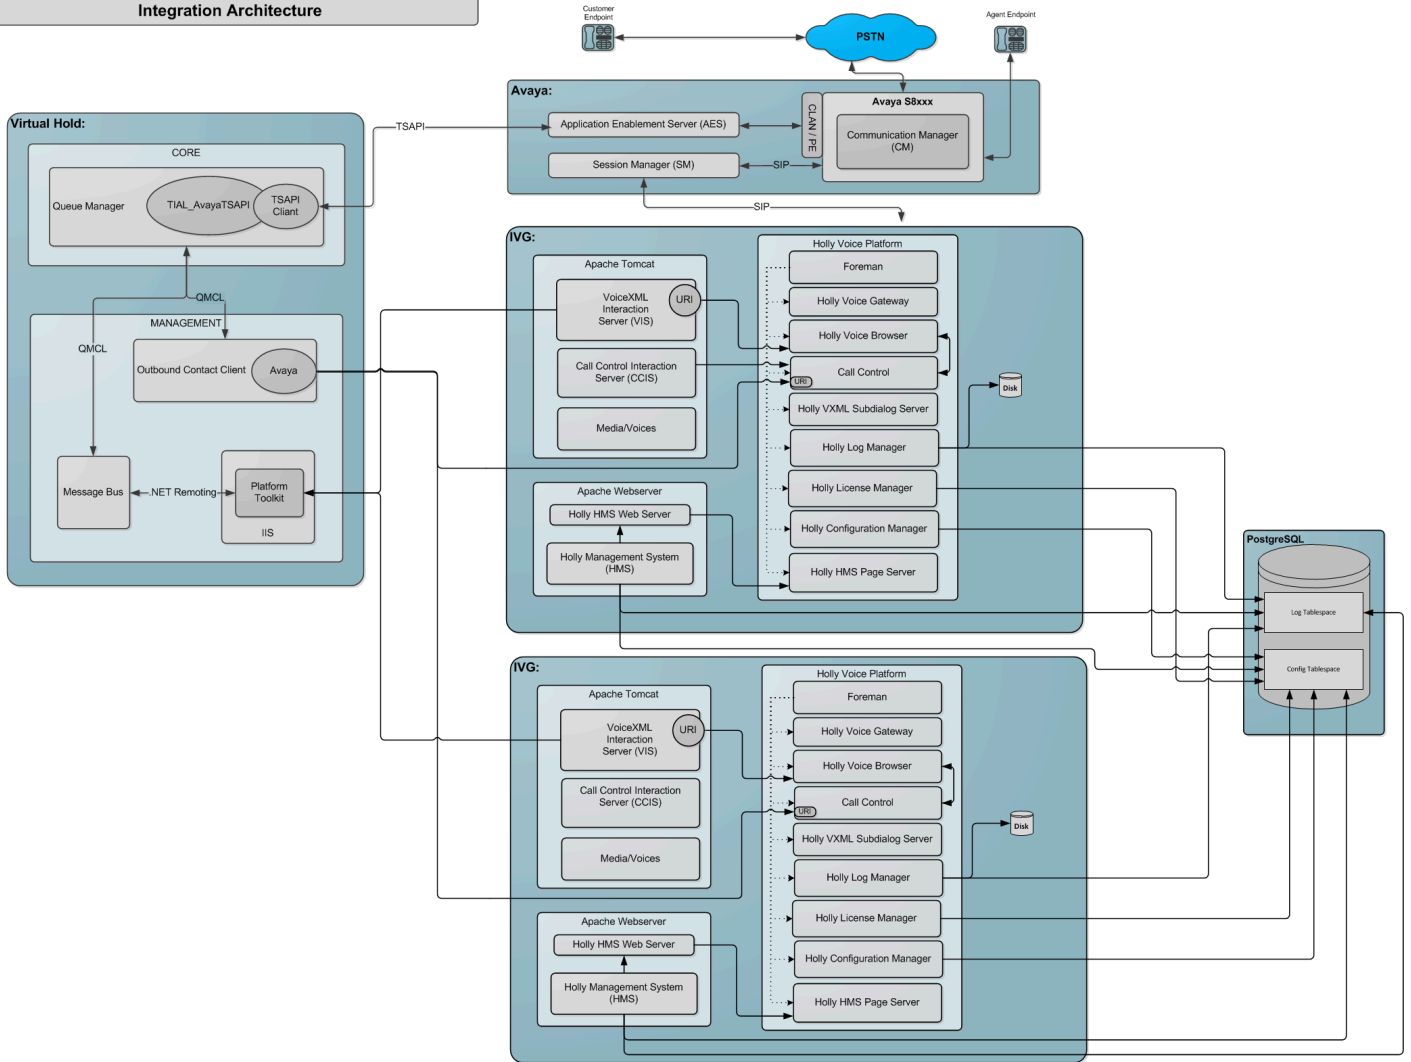 Integration Architecture
Customer
Endpoint
PSTN
Agent Endpoint
Avaya:
Application Enablement Server (AES)
Session Manager (SM)
CLAN / PE
Avaya S8xxx
Communication Manager
(CM)
SIP
TSAPI
SIP
Virtual Hold:
CORE
Queue Manager
TIAL_AvayaTSAPI
TSAPI
Client
QMCL
QMCL
MANAGEMENT
Outbound Contact Client
Avaya
Message Bus
.NET Remoting
Platform
Toolkit
IIS
IVG:
Apache Tomcat
VoiceXML
Interaction
Server (VIS)
URI
Call Control Interaction
Server (CCIS)
Media/Voices
Apache Webserver
Holly HMS Web Server
Holly Management System
(HMS)
Holly Voice Platform
Foreman
Holly Voice Gateway
Holly Voice Browser
Call Control
URI
Holly VXML Subdialog Server
Holly Log Manager
Holly License Manager
Holly Configuration Manager
Holly HMS Page Server
Disk
PostgreSQL
Log Tablespace
Config Tablespace
IVG:
Apache Tomcat
VoiceXML
Interaction
Server (VIS)
URI
Call Control Interaction
Server (CCIS)
Media/Voices
Apache Webserver
Holly HMS Web Server
Holly Management System
(HMS)
Holly Voice Platform
Foreman
Holly Voice Gateway
Holly Voice Browser
Call Control
URI
Holly VXML Subdialog Server
Holly Log Manager
Holly License Manager
Holly Configuration Manager
Holly HMS Page Server
Disk